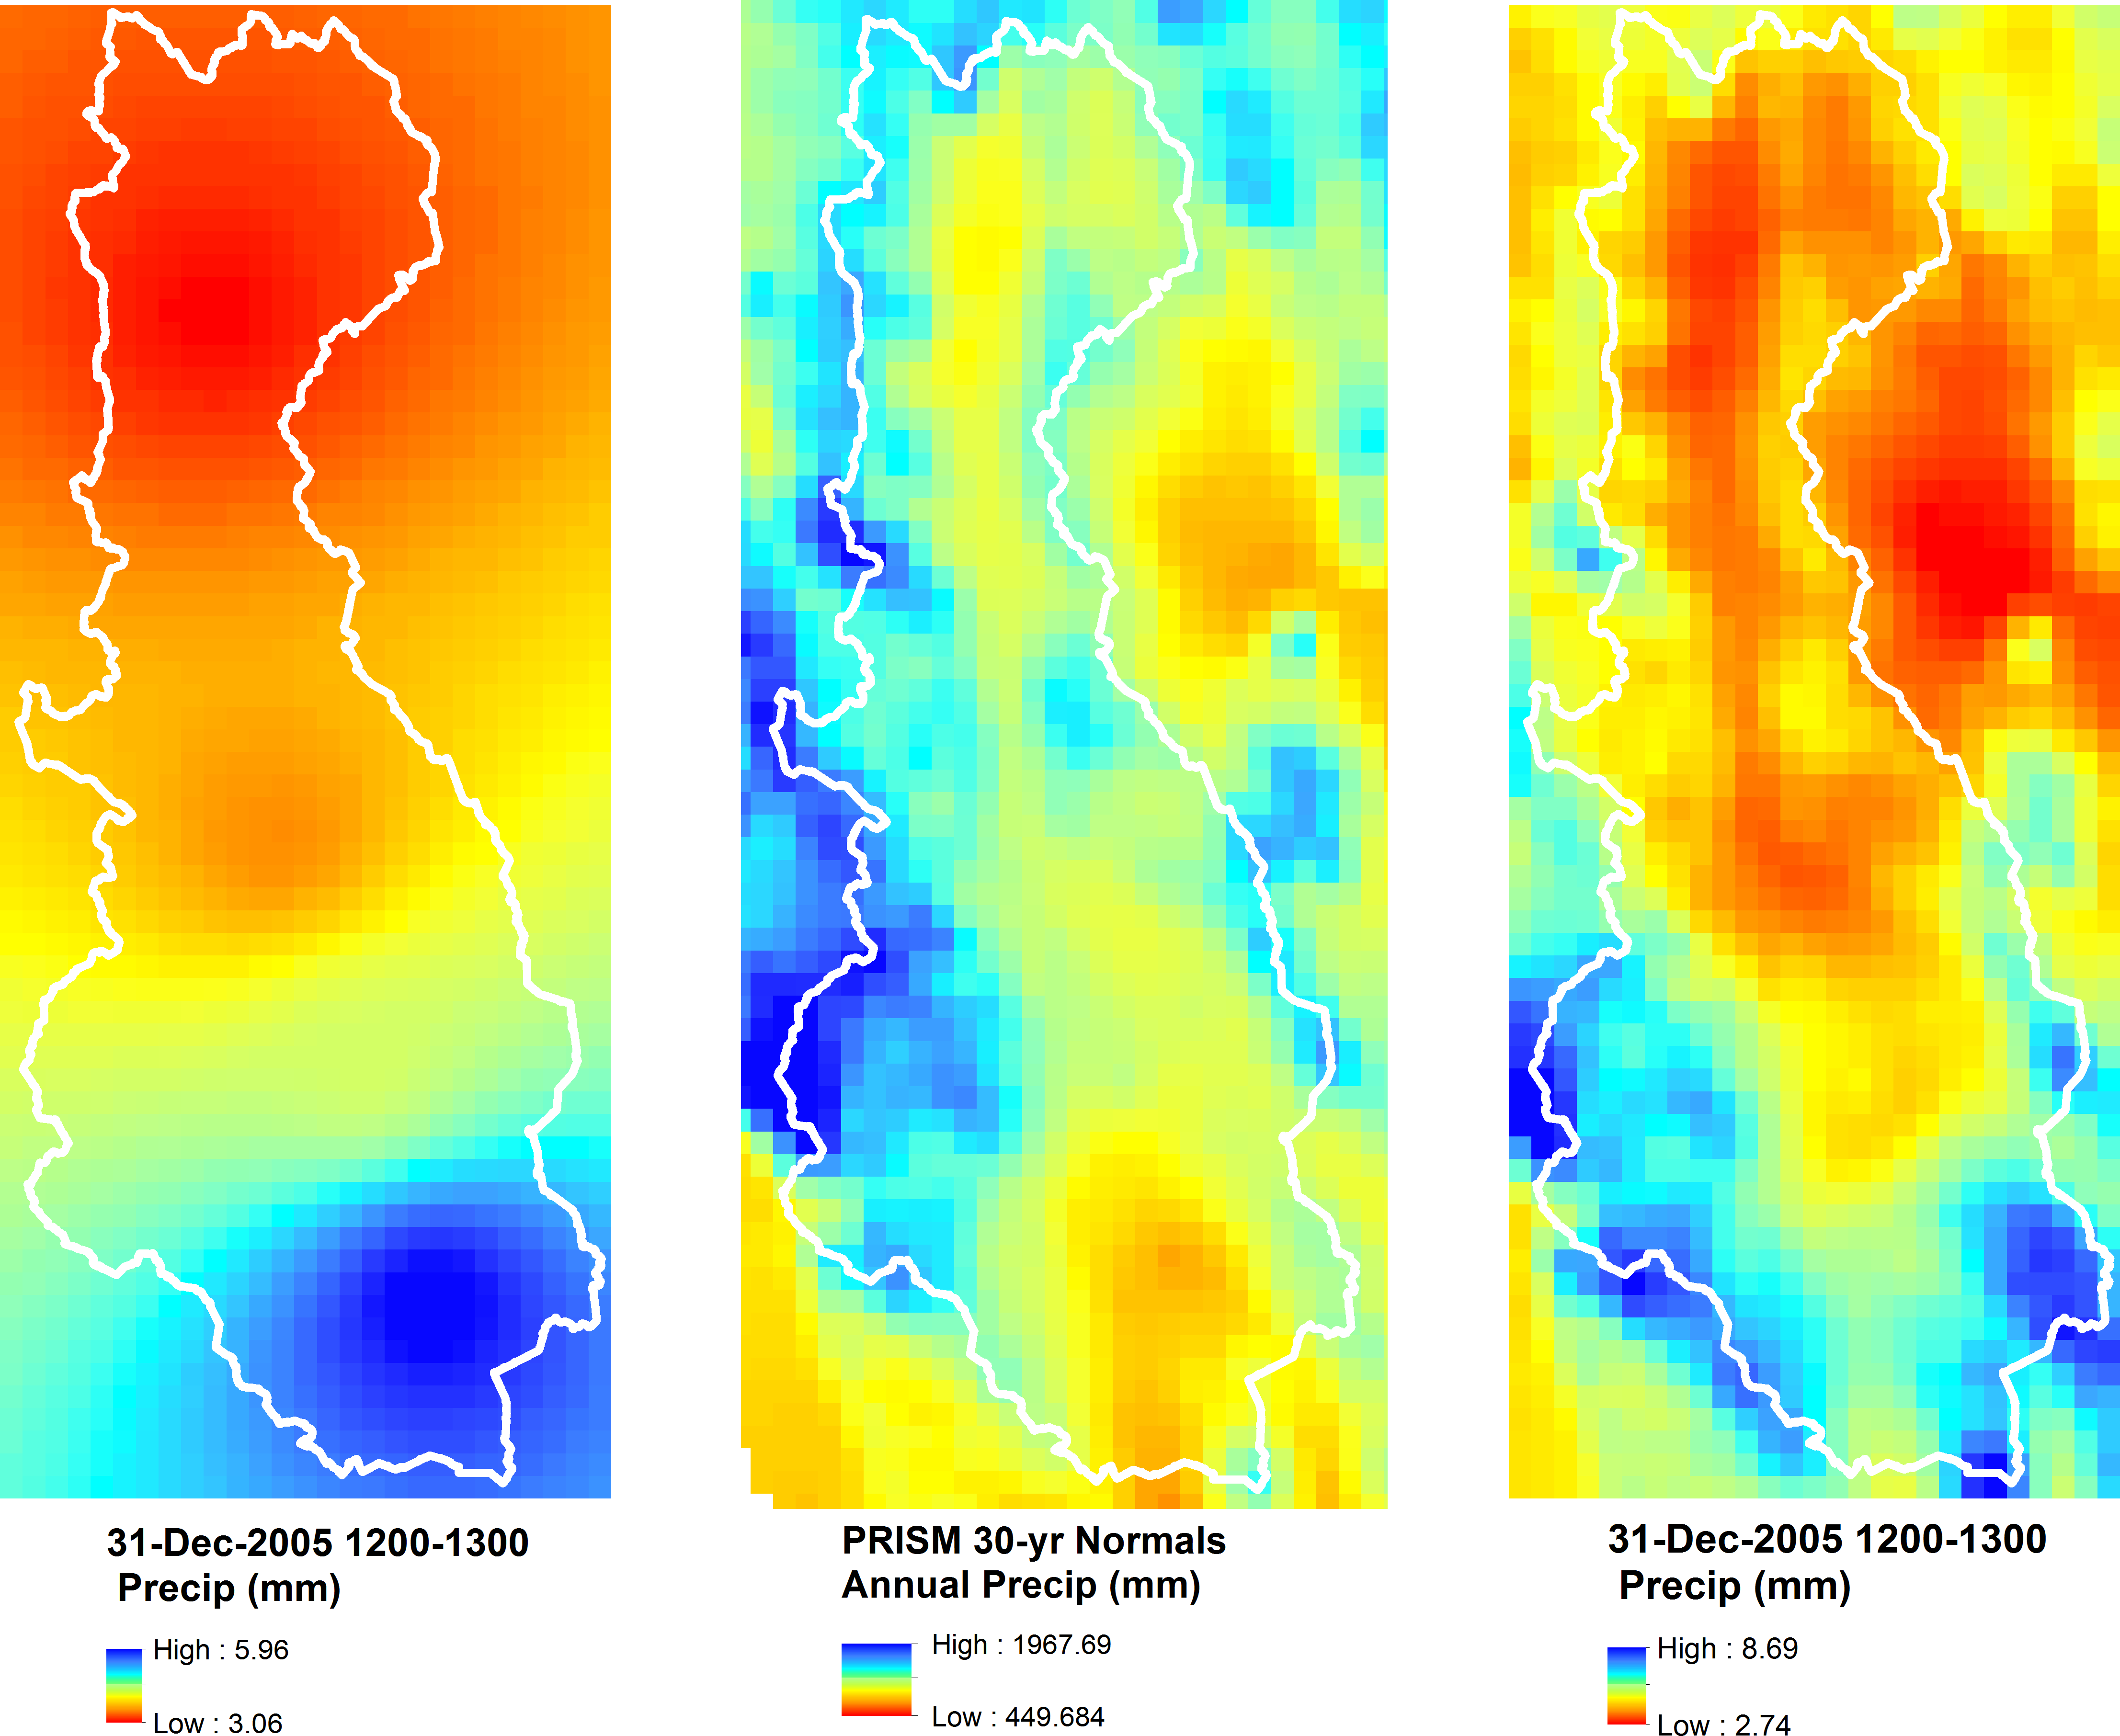 31-Dec-2005 1200-1300
Precip (mm)
High : 5.96
Low : 3.06
PRISM 30-yr Normals
Annual Precip (mm)
High : 1967.69
Low : 449.684
31-Dec-2005 1200-1300
Precip (mm)
High : 8.69
Low : 2.74